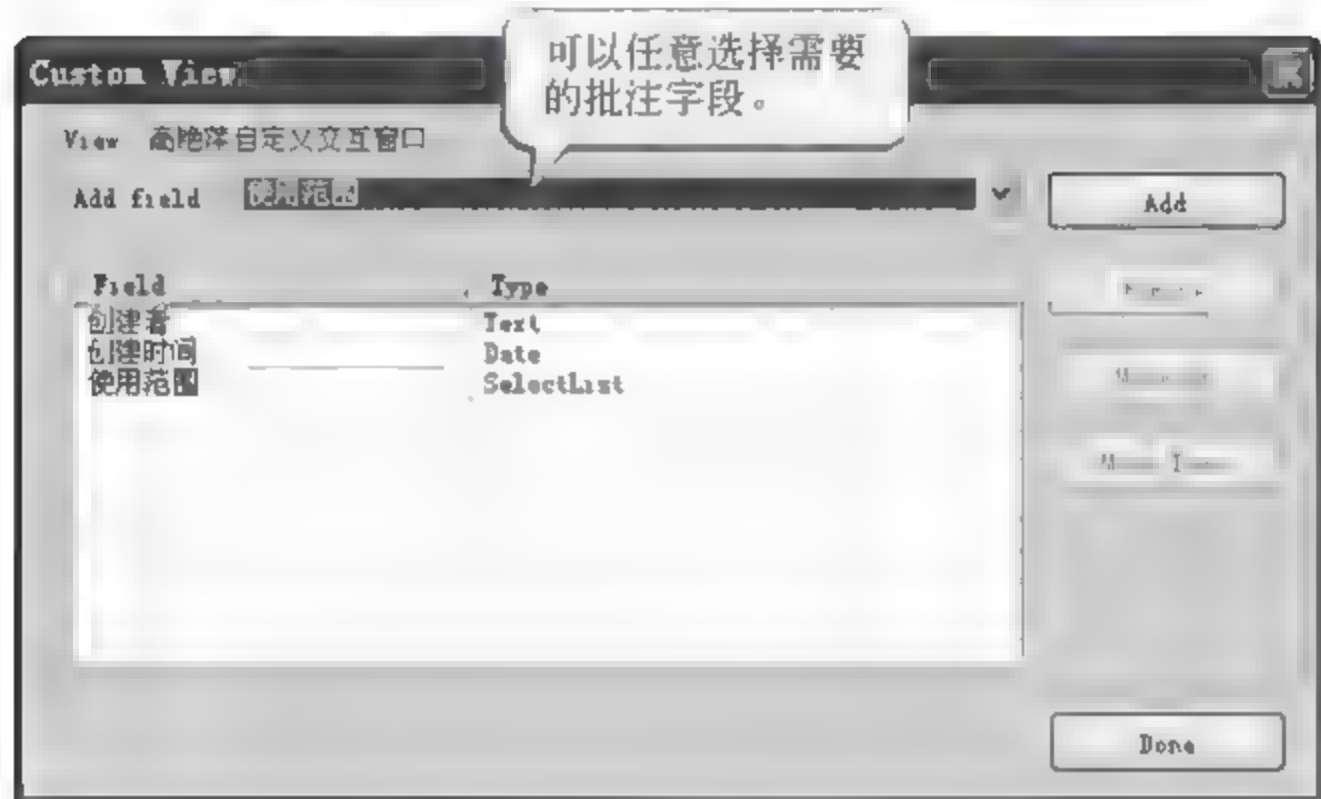 可以任意选择需要
的批注字段。
Custom View
View 高艳萍自定义交互窗口
Add field 使用范围
Add
Field Type
创建者 Text
创建时间 Date
使用范围 SelectList
Done